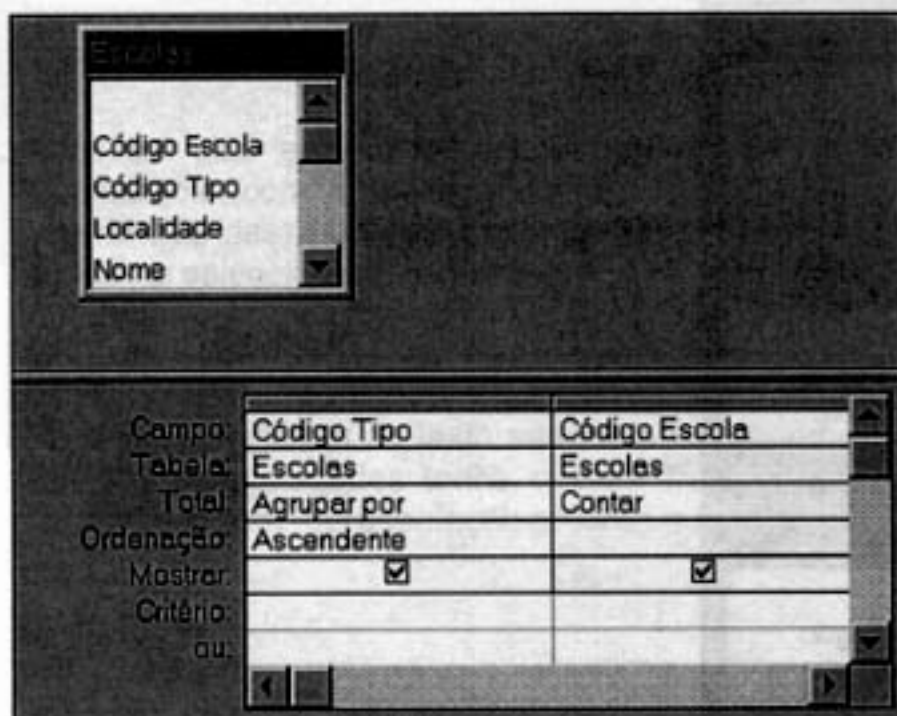 Escolas
Código Escola
Código Tipo
Localidade
Nome
Campo: Código Tipo Código Escola
Tabela: Escolas Escolas
Total: Agrupar por Contar
Ordenação: Ascendente
Mostrar:
Critério:
ou: